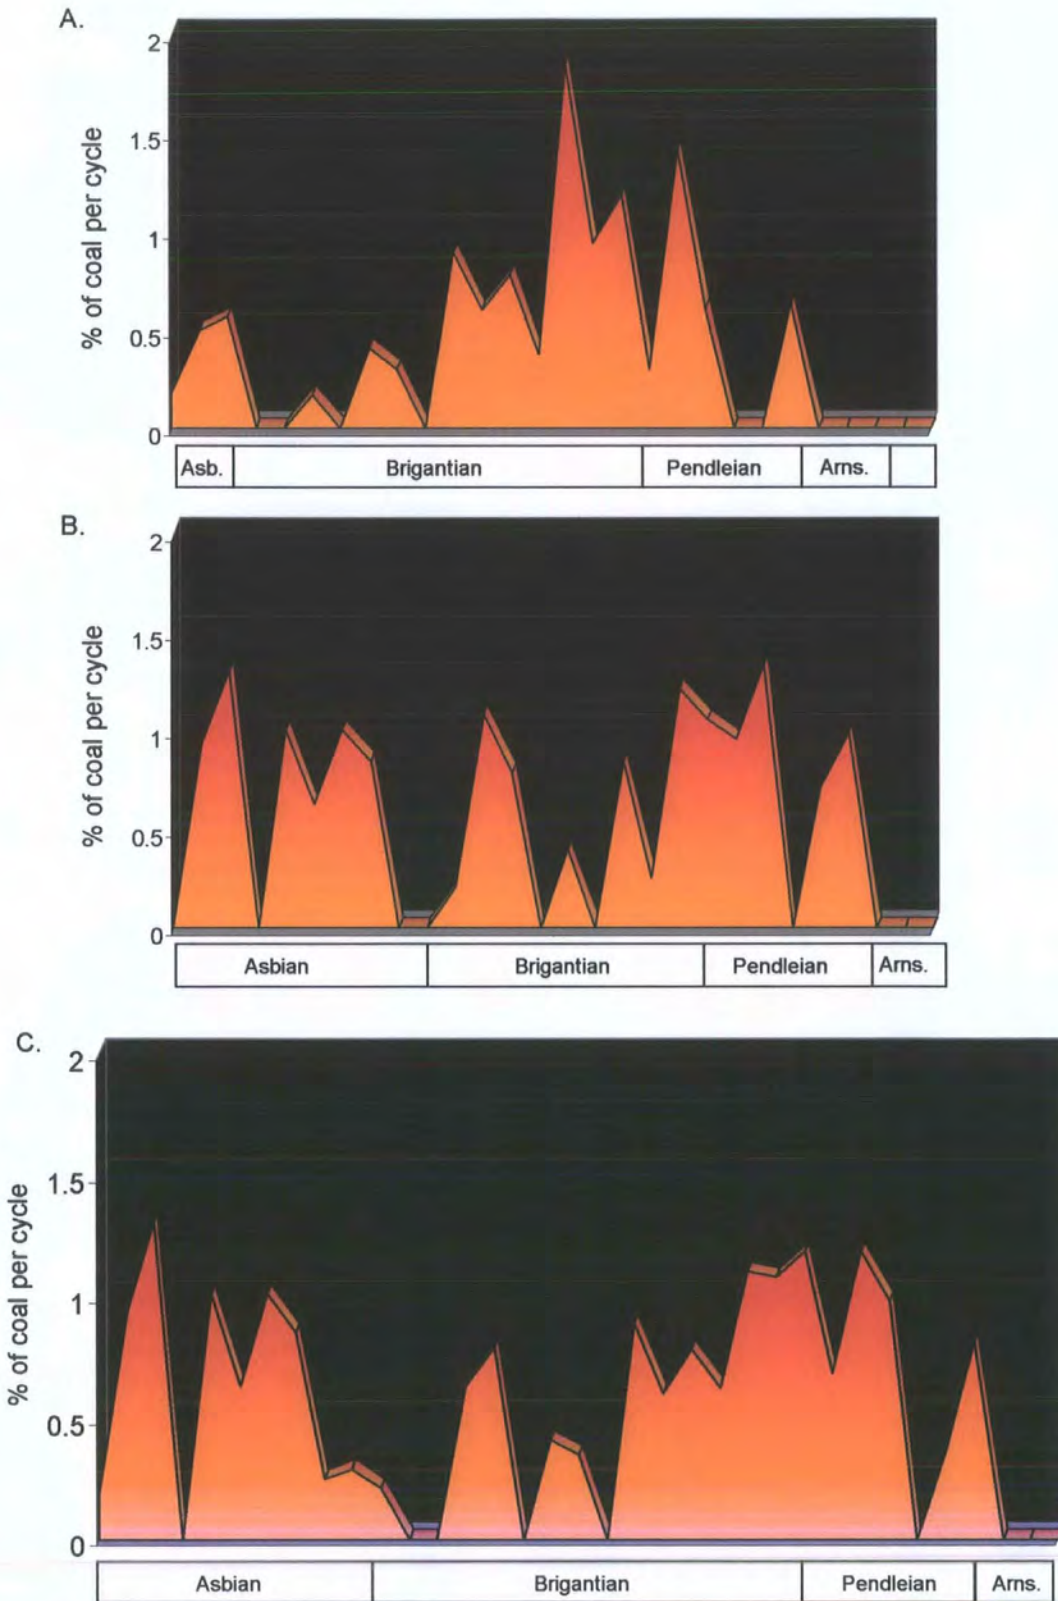 A.
% of coal per cycle
2
1.5
1
0.5
0
Asb. Brigantian Pendleian Arns.
B.
% of coal per cycle
2
1.5
1
0.5
0
Asbian Brigantian Pendleian Arns.
C.
% of coal per cycle
2
1.5
1
0.5
0
Asbian Brigantian Pendleian Arns.